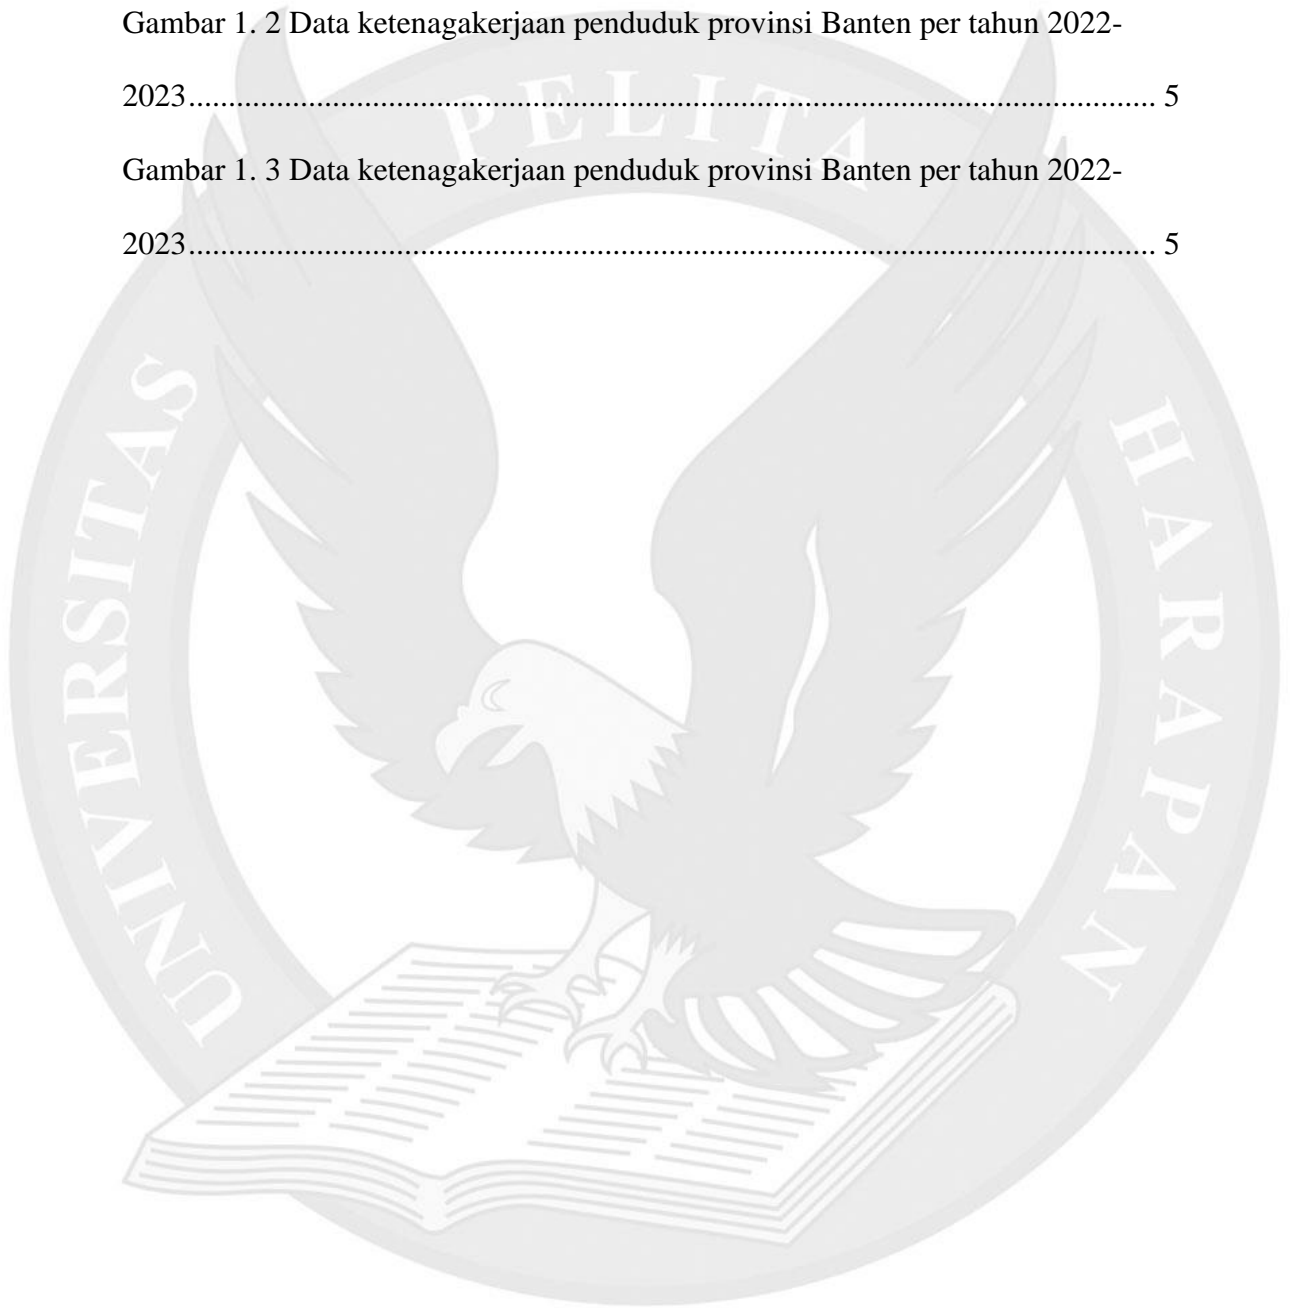 Gambar 1. 2 Data ketenagakerjaan penduduk provinsi Banten per tahun 2022-
2023.................................................................................................... 5
Gambar 1. 3 Data ketenagakerjaan penduduk provinsi Banten per tahun 2022-
2023.................................................................................................... 5
UNIVERSITAS PELITA HARAPAN